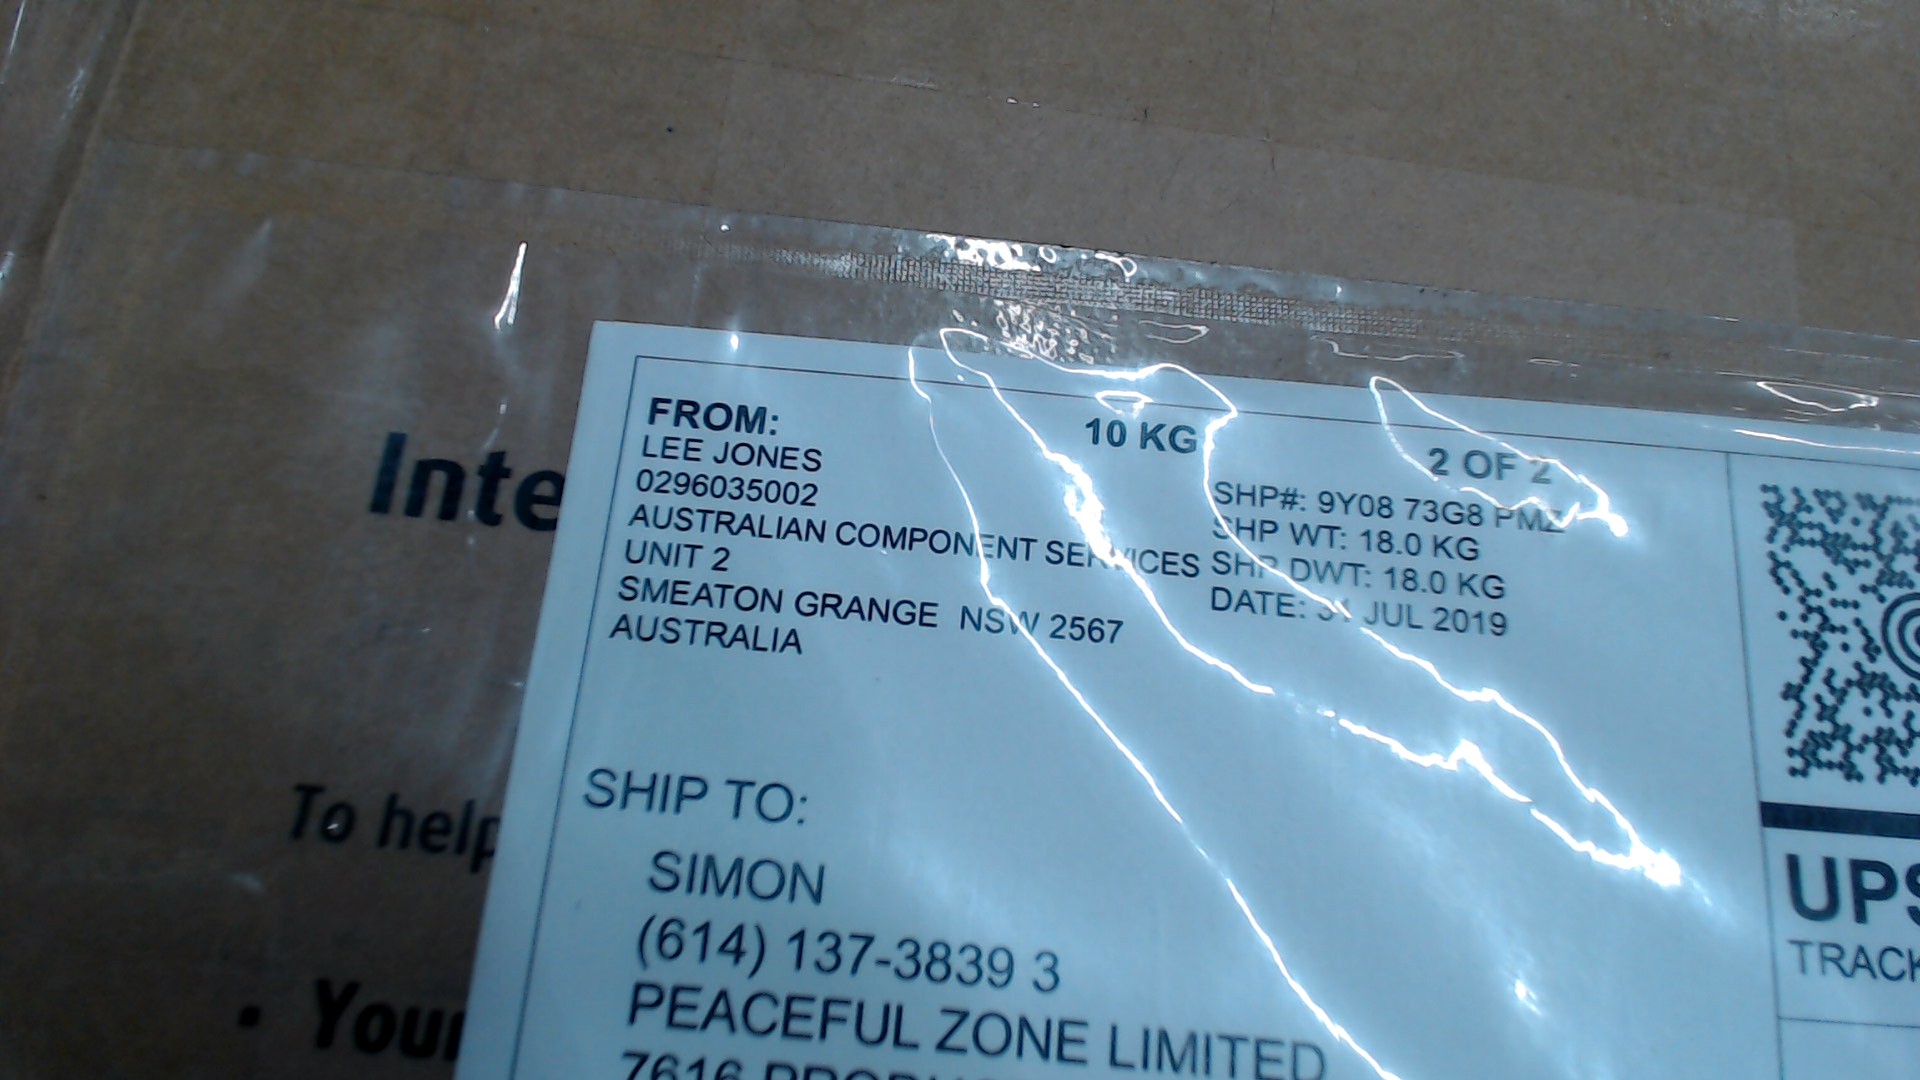 FROM:
LEE JONES
0296035002
AUSTRALIAN COMPONENT SERVICES
UNIT 2
SMEATON GRANGE NSW 2567
AUSTRALIA
10 KG
2 OF 2
SHP#: 9Y08 73G8 PMZ
SHP WT: 18.0 KG
SHP DWT: 18.0 KG
DATE: 31 JUL 2019
SHIP TO:
SIMON
(614) 137-3839 3
PEACEFUL ZONE LIMITED
7616
UPS
TRACK
Inte
To help
• Your